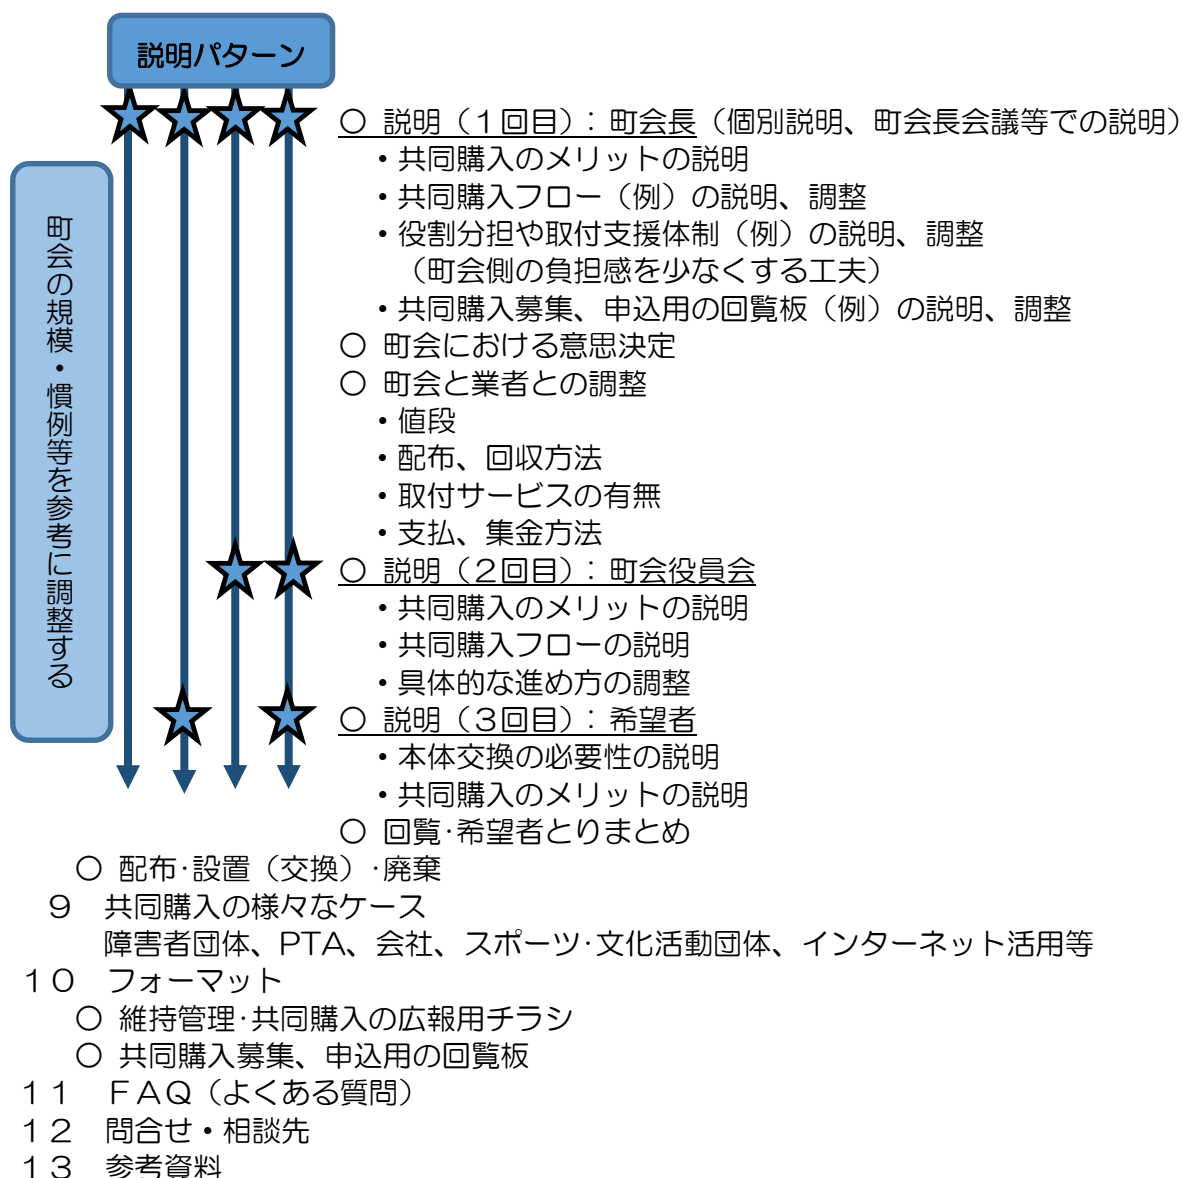 説明パターン
町会の規模・慣例等を参考に調整する
〇 説明（１回目）：町会長（個別説明、町会長会議等での説明）
・共同購入のメリットの説明
・共同購入フロー（例）の説明、調整
・役割分担や取付支援体制（例）の説明、調整
（町会側の負担感を少なくする工夫）
・共同購入募集、申込用の回覧板（例）の説明、調整
〇 町会における意思決定
〇 町会と業者との調整
・値段
・配布、回収方法
・取付サービスの有無
・支払、集金方法
〇 説明（２回目）：町会役員会
・共同購入のメリットの説明
・共同購入フローの説明
・具体的な進め方の調整
〇 説明（３回目）：希望者
・本体交換の必要性の説明
・共同購入のメリットの説明
〇 回覧･希望者とりまとめ
〇 配布･設置（交換）･廃棄
９　共同購入の様々なケース
障害者団体、PTA、会社、スポーツ･文化活動団体、インターネット活用等
１０　フォーマット
〇 維持管理･共同購入の広報用チラシ
〇 共同購入募集、申込用の回覧板
１１　ＦＡＱ（よくある質問）
１２　問合せ・相談先
１３　参考資料